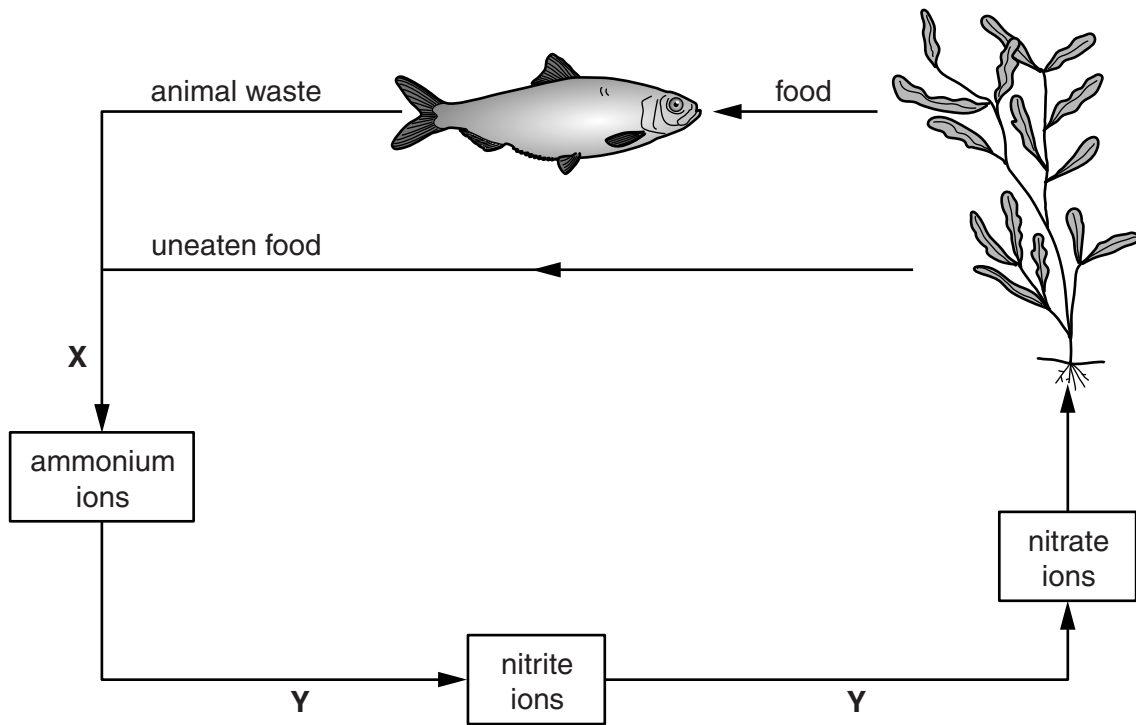 animal waste
food
uneaten food
X
ammonium
ions
nitrate
ions
nitrite
ions
Y
Y